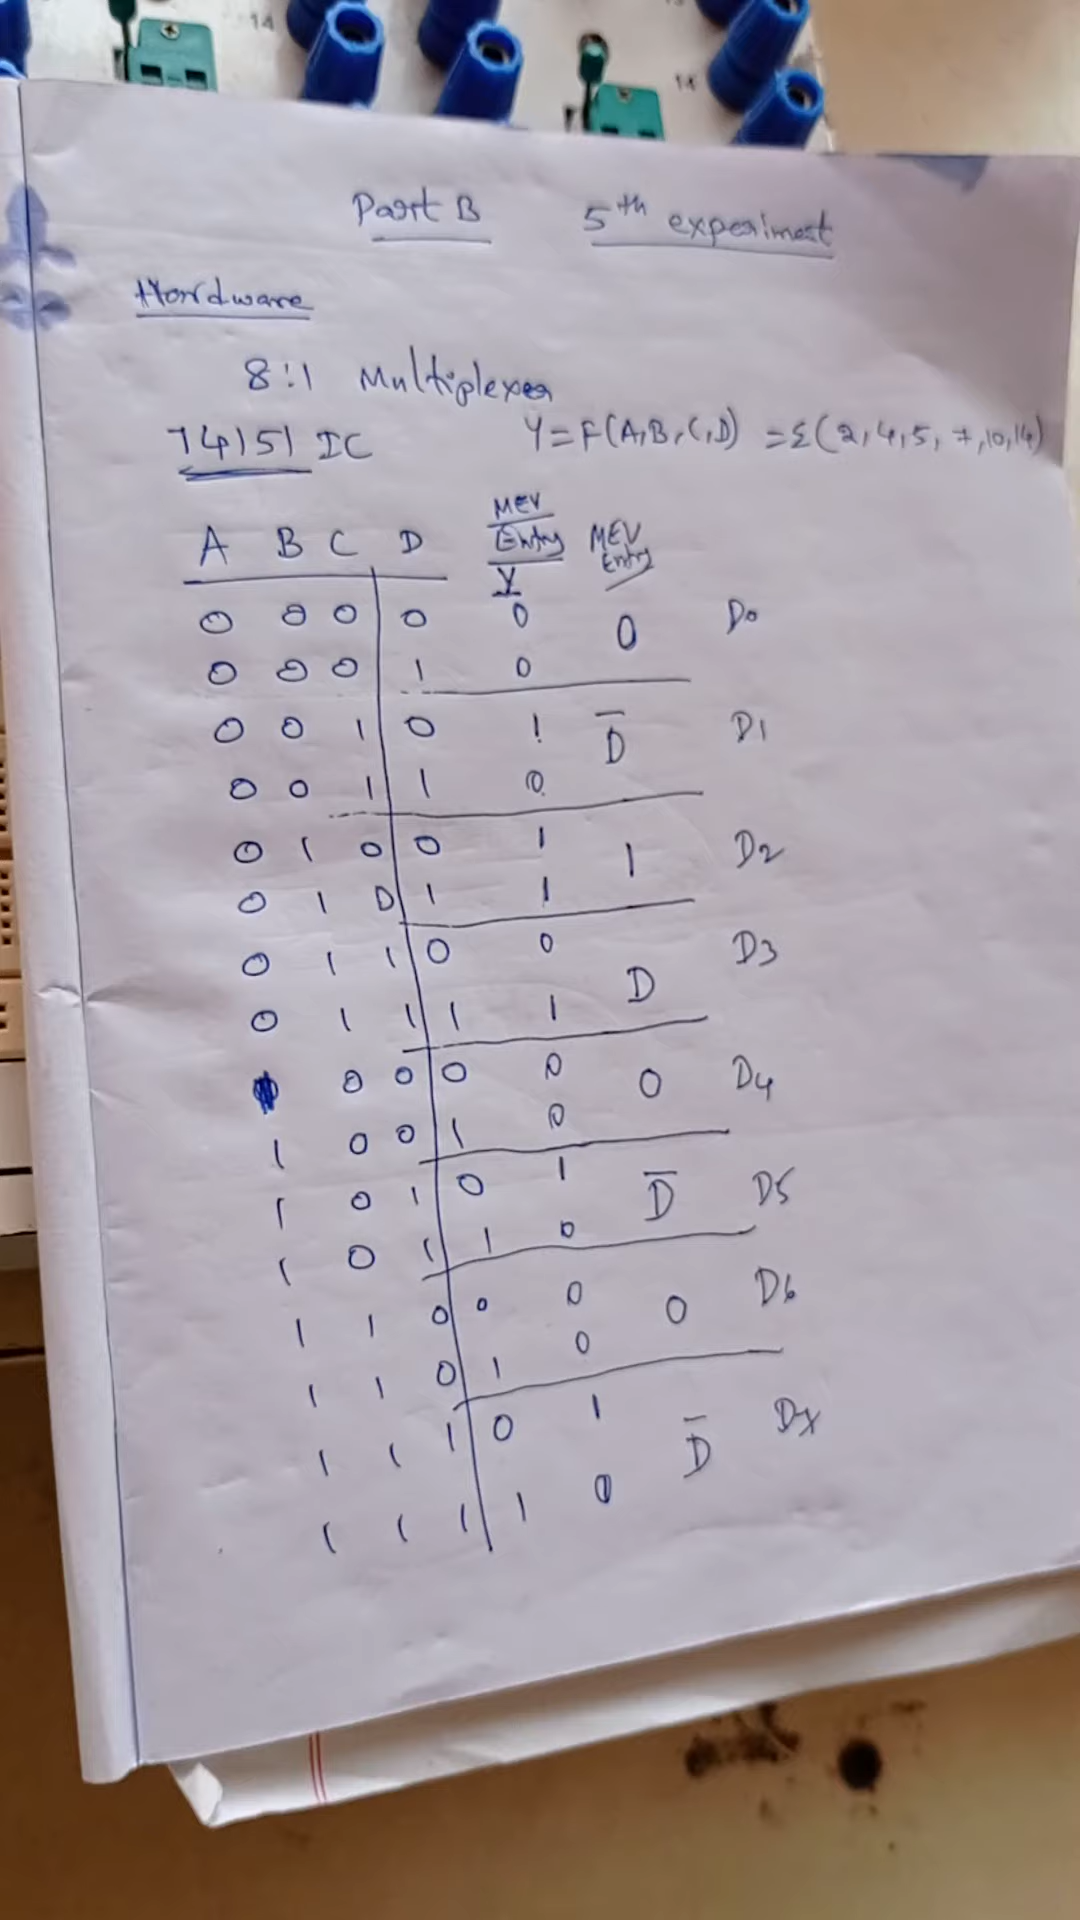 14
14
Part B 5th experiment
Hardware
8:1 Multiplexer
74151 IC Y=F(A,B,C,D) =Σ(2,4,5,7,10,14)
A B C D MEV Entry Y MEV Entry
0 0 0 0 0 0 D0
0 0 0 1 0
0 0 1 0 1 D̅ D1
0 0 1 1 0
0 1 0 0 1 1 D2
0 1 0 1 1
0 1 1 0 0 D3
0 1 1 1 1 D
0 0 0 0 0 D4
1 0 0 1 0
1 0 1 0 1 D̅ D5
1 0 1 1 0
1 1 0 0 0 0 D6
1 1 0 1 0
1 1 1 0 1 D̅ D7
1 1 1 1 0